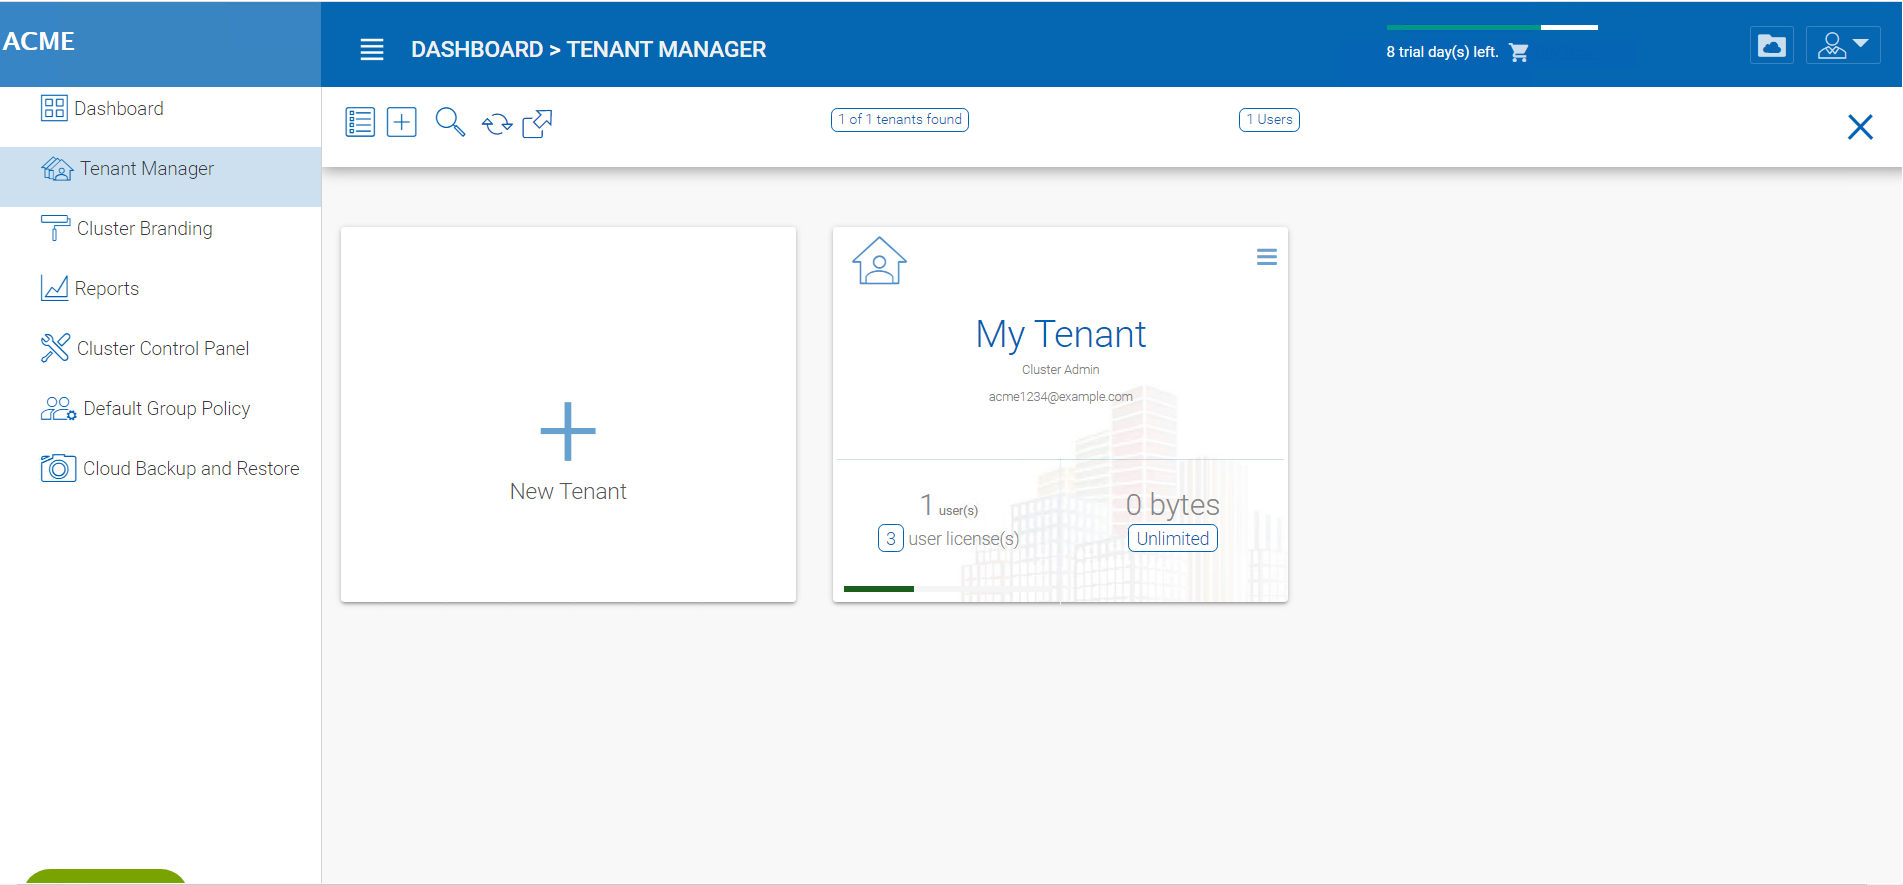 ACME
DASHBOARD > TENANT MANAGER
8 trial day(s) left.
Dashboard
Tenant Manager
Cluster Branding
Reports
Cluster Control Panel
Default Group Policy
Cloud Backup and Restore
1 of 1 tenants found
1 Users
New Tenant
My Tenant
Cluster Admin
acme1234@example.com
1 user(s)
3 user license(s)
0 bytes
Unlimited